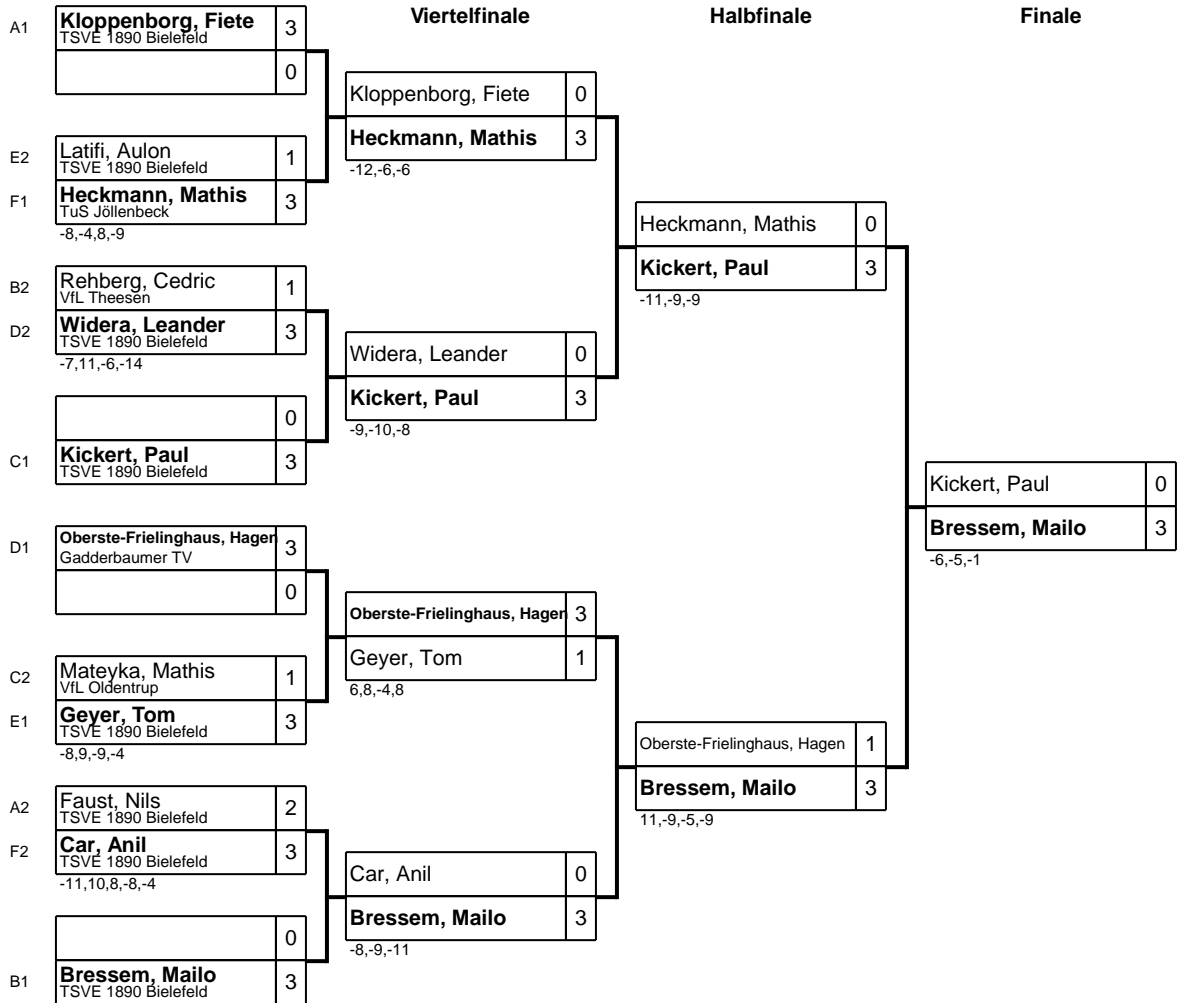 Viertelfinale
Halbfinale
Finale
A1
Kloppenborg, Fiete
TSVE 1890 Bielefeld
3
0
E2
Latifi, Aulon
TSVE 1890 Bielefeld
1
F1
Heckmann, Mathis
TuS Jöllenbeck
3
-8,-4,8,-9
B2
Rehberg, Cedric
VfL Theesen
1
D2
Widera, Leander
TSVE 1890 Bielefeld
3
-7,11,-6,-14
0
C1
Kickert, Paul
TSVE 1890 Bielefeld
3
D1
Oberste-Frielinghaus, Hagen
Gadderbaumer TV
3
0
C2
Mateyka, Mathis
VfL Oldentrup
1
E1
Geyer, Tom
TSVE 1890 Bielefeld
3
-8,9,-9,-4
A2
Faust, Nils
TSVE 1890 Bielefeld
2
F2
Car, Anil
TSVE 1890 Bielefeld
3
-11,10,8,-8,-4
0
B1
Bressem, Mailo
TSVE 1890 Bielefeld
3
Kloppenborg, Fiete 0
Heckmann, Mathis 3
-12,-6,-6
Widera, Leander 0
Kickert, Paul 3
-9,-10,-8
Oberste-Frielinghaus, Hagen 3
Geyer, Tom 1
6,8,-4,8
Car, Anil 0
Bressem, Mailo 3
-8,-9,-11
Heckmann, Mathis 0
Kickert, Paul 3
-11,-9,-9
Oberste-Frielinghaus, Hagen 1
Bressem, Mailo 3
11,-9,-5,-9
Kickert, Paul 0
Bressem, Mailo 3
-6,-5,-1